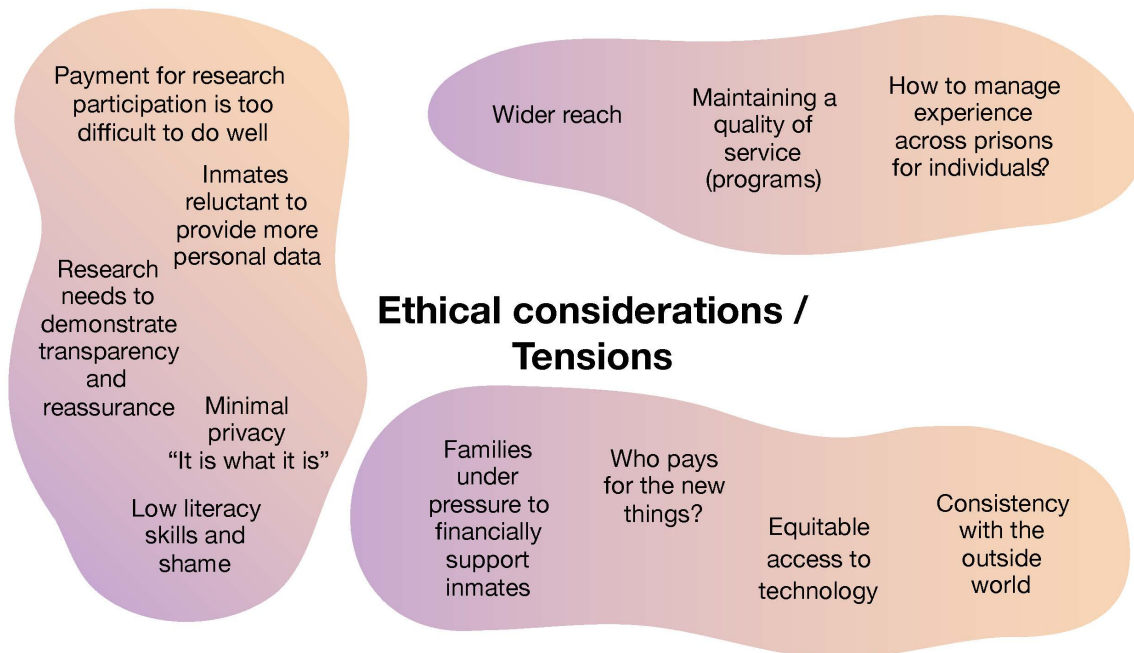 Payment for research
participation is too
difficult to do well
Inmates
reluctant to
provide more
personal data
Research
needs to
demonstrate
transparency
and
reassurance
Minimal
privacy
“It is what it is”
Low literacy
skills and
shame
Wider reach
Maintaining a
quality of
service
(programs)
How to manage
experience
across prisons
for individuals?
Ethical considerations /
Tensions
Families
under
pressure to
financially
support
inmates
Who pays
for the new
things?
Equitable
access to
technology
Consistency
with the
outside
world